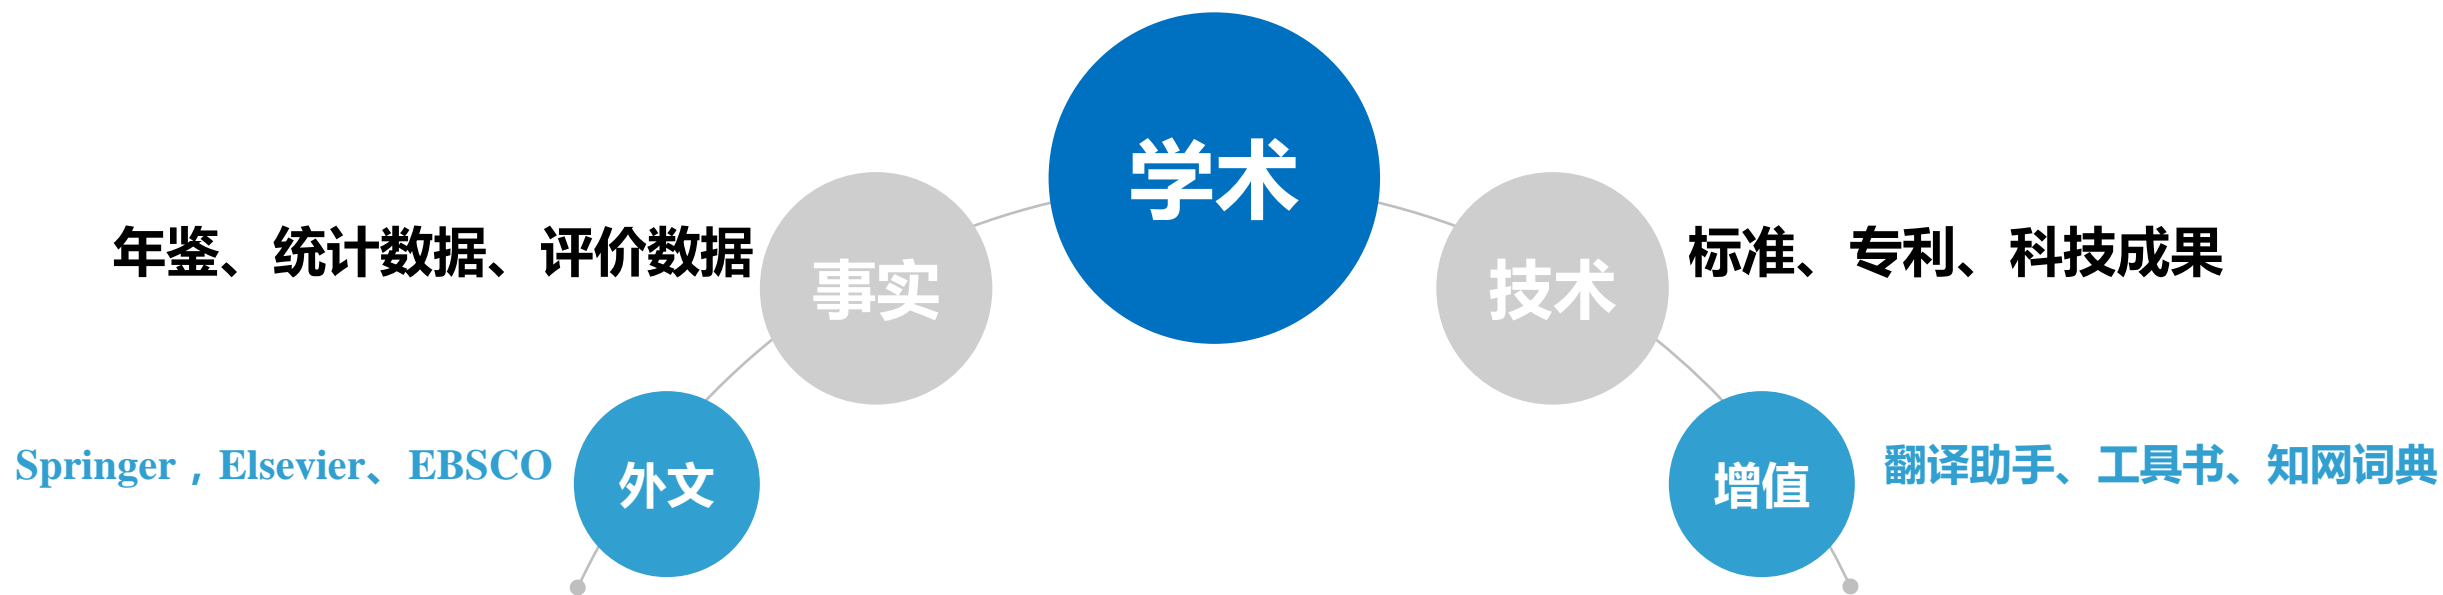 学术
年鉴、统计数据、评价数据
事实
技术
标准、专利、科技成果
Springer，Elsevier、EBSCO
外文
增值
翻译助手、工具书、知网词典